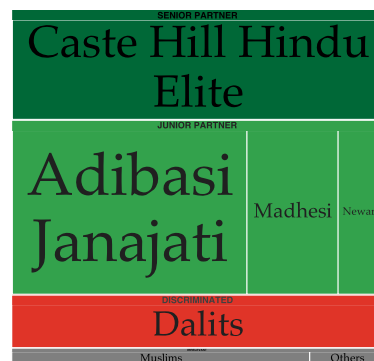 SENIOR PARTNER
Caste Hill Hindu
Elite
JUNIOR PARTNER
Adibasi
Janajati
Madhesi
Newar
DISCRIMINATED
Dalits
Muslims
Others